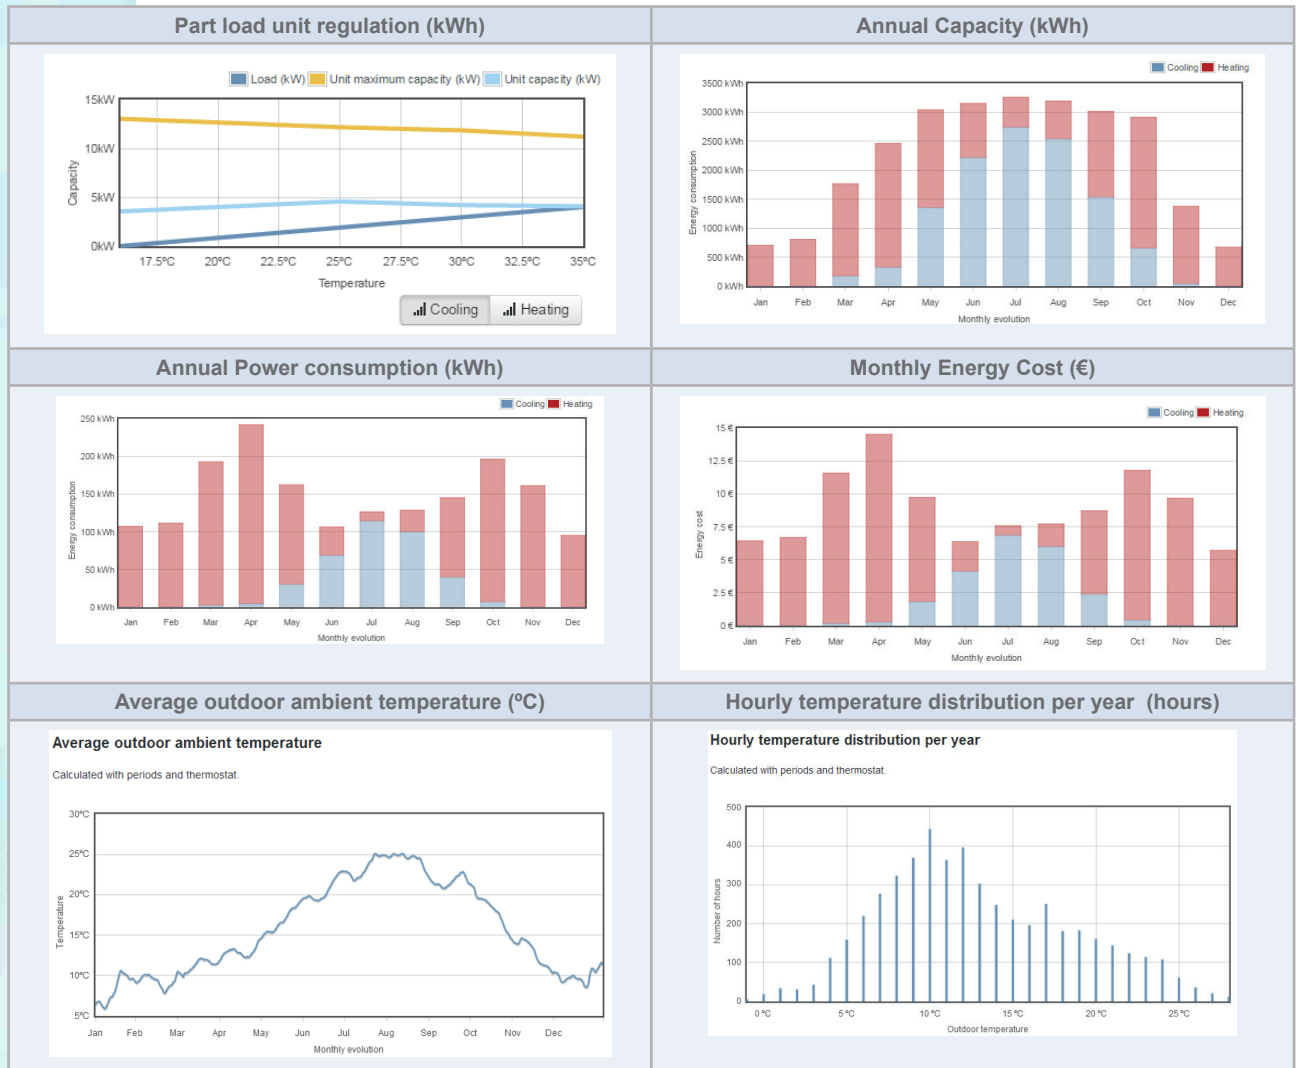 Part load unit regulation (kWh)
Load (kW) Unit maximum capacity (kW) Unit capacity (kW)
15kW
10kW
5kW
0kW
Capacity
17.5ºC 20ºC 22.5ºC 25ºC 27.5ºC 30ºC 32.5ºC 35ºC
Temperature
Cooling Heating
Annual Capacity (kWh)
Cooling Heating
3500 kWh
3000 kWh
2500 kWh
2000 kWh
1500 kWh
1000 kWh
500 kWh
0 kWh
Energy consumption
Jan Feb Mar Apr May Jun Jul Aug Sep Oct Nov Dec
Monthly evolution
Annual Power consumption (kWh)
Cooling Heating
250 kWh
200 kWh
150 kWh
100 kWh
50 kWh
0 kWh
Energy consumption
Jan Feb Mar Apr May Jun Jul Aug Sep Oct Nov Dec
Monthly evolution
Monthly Energy Cost (€)
Cooling Heating
15 €
12.5 €
10 €
7.5 €
5 €
2.5 €
0 €
Energy cost
Jan Feb Mar Apr May Jun Jul Aug Sep Oct Nov Dec
Monthly evolution
Average outdoor ambient temperature (ºC)
Average outdoor ambient temperature
Calculated with periods and thermostat.
30ºC
25ºC
20ºC
15ºC
10ºC
5ºC
Temperature
Jan Feb Mar Apr May Jun Jul Aug Sep Oct Nov Dec
Monthly evolution
Hourly temperature distribution per year (hours)
Hourly temperature distribution per year
Calculated with periods and thermostat.
500
400
300
200
100
0
Number of hours
0 ºC 5 ºC 10 ºC 15 ºC 20 ºC 25 ºC
Outdoor temperature